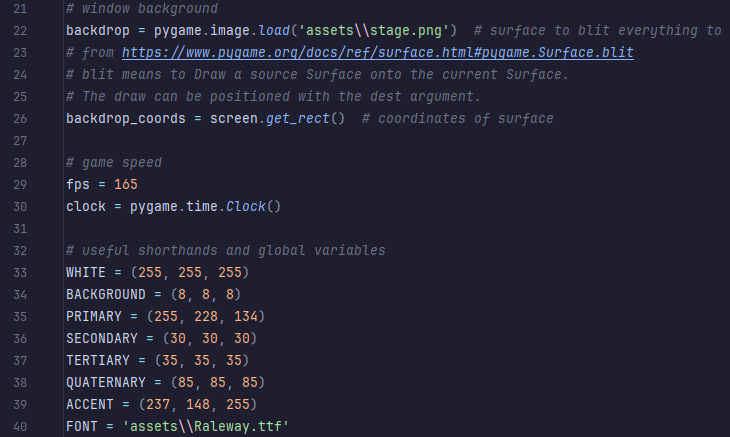 21 # window background
22 backdrop = pygame.image.load('assets\\stage.png')  # surface to blit everything to
23 # from https://www.pygame.org/docs/ref/surface.html#pygame.Surface.blit
24 # blit means to Draw a source Surface onto the current Surface.
25 # The draw can be positioned with the dest argument.
26 backdrop_coords = screen.get_rect()  # coordinates of surface
27
28 # game speed
29 fps = 165
30 clock = pygame.time.Clock()
31
32 # useful shorthands and global variables
33 WHITE = (255, 255, 255)
34 BACKGROUND = (8, 8, 8)
35 PRIMARY = (255, 228, 134)
36 SECONDARY = (30, 30, 30)
37 TERTIARY = (35, 35, 35)
38 QUATERNARY = (85, 85, 85)
39 ACCENT = (237, 148, 255)
40 FONT = 'assets\\Raleway.ttf'